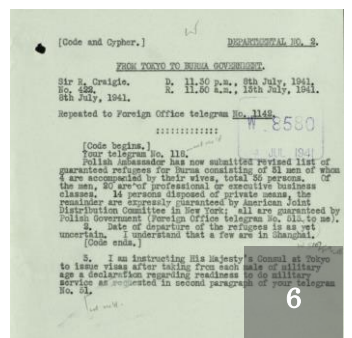 [Code and Cypher.] DEPARTMENTAL NO. 2.
FROM TOKYO TO BURMA GOVERNMENT.
Sir R. Craigie. D. 11.30 p.m., 8th July, 1941.
No. 422. R. 11.50 a.m., 13th July, 1941.
8th July, 1941.
Repeated to Foreign Office telegram No. 1142.
:::::::::::::
W 8580
[Code begins.]
Your telegram No. 118.
1941
Polish Ambassador has now submitted revised list of
guaranteed refugees for Burma consisting of 31 men of whom
4 are accompanied by their wives, total 35 persons. Of
the men, 20 are of professional or executive business
classes. 14 persons disposed of private means, the
remainder are expressly guaranteed by American Joint
Distribution Committee in New York: all are guaranteed by
Polish Government (Foreign Office telegram No. 515 to me).
2. Date of departure of the refugees is as yet
uncertain. I understand that a few are in Shanghai.
[Code ends.]
3. I am instructing His Majesty's Consul at Tokyo
to issue visas after taking from each male of military
age a declaration regarding readiness to do military
service as requested in second paragraph of your telegram
No. 51.
6